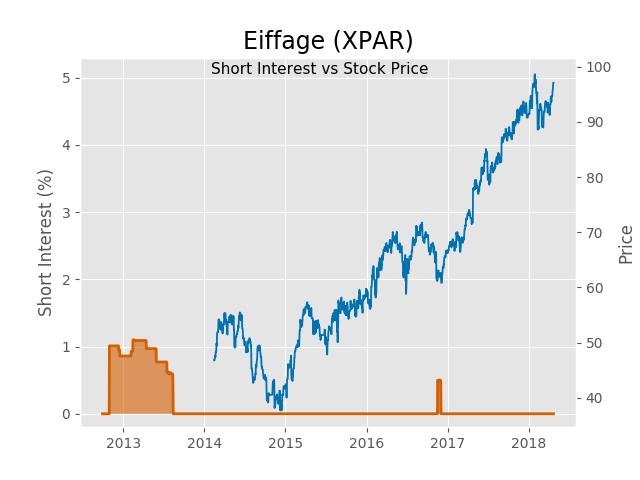 Eiffage (XPAR)
Short Interest vs Stock Price
Short Interest (%)
5
4
3
2
1
0
100
90
80
70
60
50
40
Price
2013 2014 2015 2016 2017 2018